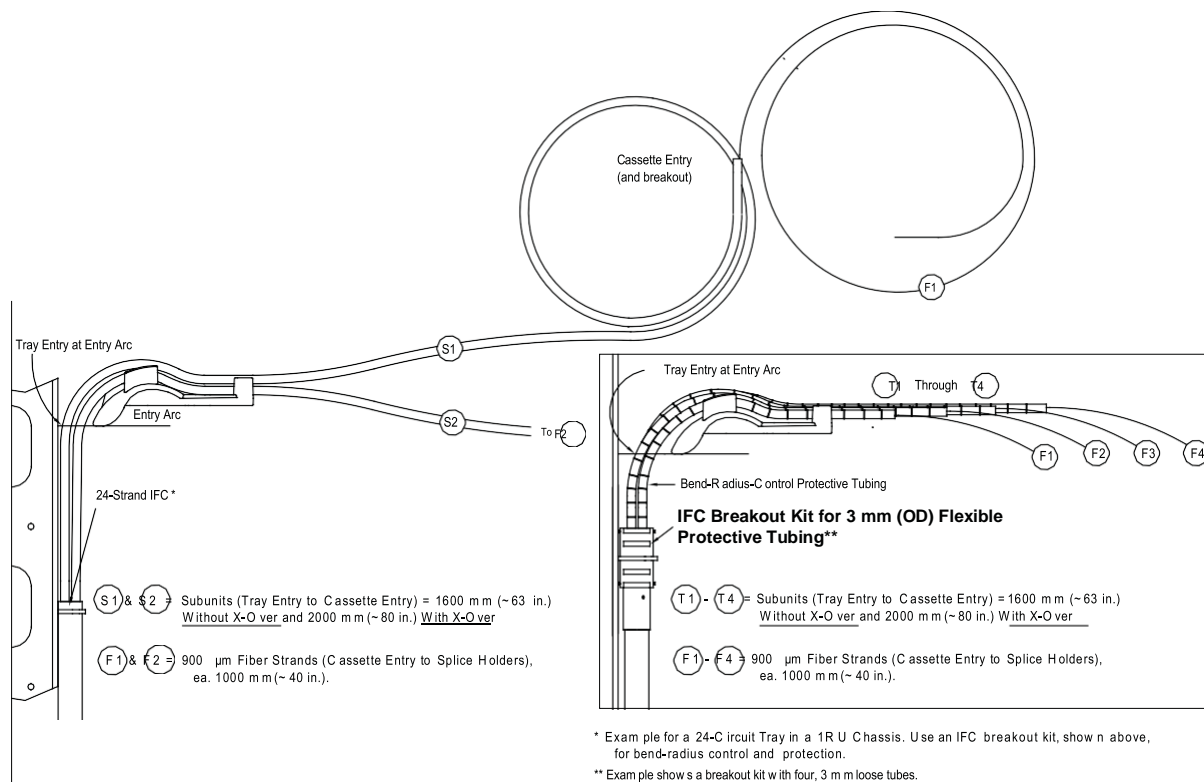 Cassette Entry
(and breakout)
F1
S1
Tray Entry at Entry Arc
Entry Arc
S2
To F2
24-Strand IFC *
S1 & S2 = Subunits (Tray Entry to Cassette Entry) = 1600 mm (~63 in.)
Without X-Over and 2000 mm (~80 in.) With X-Over
F1 & F2 = 900 µm Fiber Strands (Cassette Entry to Splice Holders),
ea. 1000 mm (~ 40 in.).
Tray Entry at Entry Arc
T1 Through T4
F1
F2
F3
F4
Bend-Radius-Control Protective Tubing
IFC Breakout Kit for 3 mm (OD) Flexible
Protective Tubing**
T1 - T4 = Subunits (Tray Entry to Cassette Entry) = 1600 mm (~63 in.)
Without X-Over and 2000 mm (~80 in.) With X-Over
F1 - F4 = 900 µm Fiber Strands (Cassette Entry to Splice Holders),
ea. 1000 mm (~ 40 in.).
* Example for a 24-Circuit Tray in a 1RU Chassis. Use an IFC breakout kit, shown above,
for bend-radius control and protection.
** Example shows a breakout kit with four, 3 mm loose tubes.